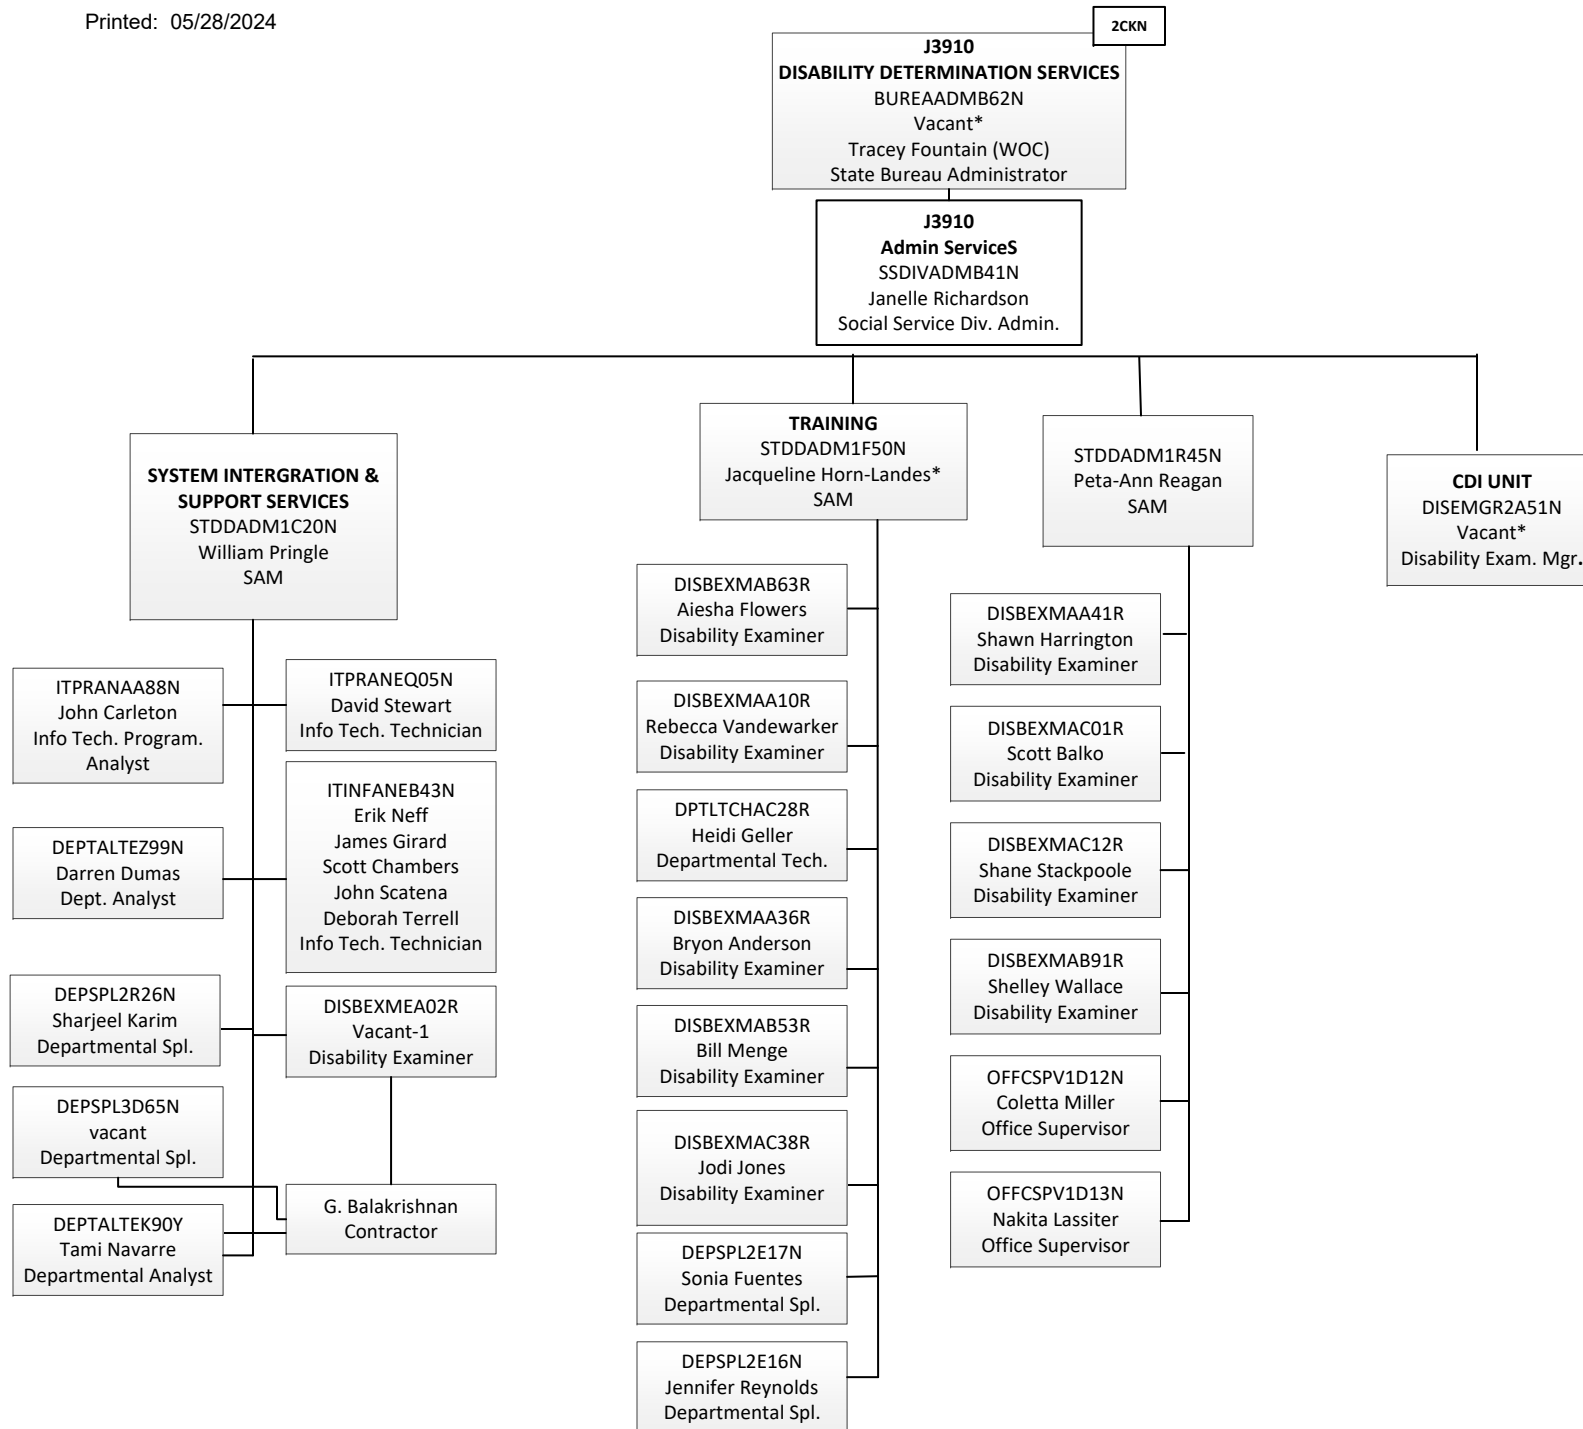 Printed: 05/28/2024
2CKN
J3910
DISABILITY DETERMINATION SERVICES
BUREAADMB62N
Vacant*
Tracey Fountain (WOC)
State Bureau Administrator
J3910
Admin ServiceS
SSDIVADMB41N
Janelle Richardson
Social Service Div. Admin.
SYSTEM INTERGRATION &
SUPPORT SERVICES
STDDADM1C20N
William Pringle
SAM
ITPRANAA88N
John Carleton
Info Tech. Program.
Analyst
ITPRANEQ05N
David Stewart
Info Tech. Technician
DEPTALTEZ99N
Darren Dumas
Dept. Analyst
ITINFANEB43N
Erik Neff
James Girard
Scott Chambers
John Scatena
Deborah Terrell
Info Tech. Technician
DEPSPL2R26N
Sharjeel Karim
Departmental Spl.
DISBEXMEA02R
Vacant-1
Disability Examiner
DEPSPL3D65N
vacant
Departmental Spl.
DEPTALTEK90Y
Tami Navarre
Departmental Analyst
G. Balakrishnan
Contractor
TRAINING
STDDADM1F50N
Jacqueline Horn-Landes*
SAM
DISBEXMAB63R
Aiesha Flowers
Disability Examiner
DISBEXMAA10R
Rebecca Vandewarker
Disability Examiner
DPTLTCHAC28R
Heidi Geller
Departmental Tech.
DISBEXMAA36R
Bryon Anderson
Disability Examiner
DISBEXMAB53R
Bill Menge
Disability Examiner
DISBEXMAC38R
Jodi Jones
Disability Examiner
DEPSPL2E17N
Sonia Fuentes
Departmental Spl.
DEPSPL2E16N
Jennifer Reynolds
Departmental Spl.
STDDADM1R45N
Peta-Ann Reagan
SAM
DISBEXMAA41R
Shawn Harrington
Disability Examiner
DISBEXMAC01R
Scott Balko
Disability Examiner
DISBEXMAC12R
Shane Stackpoole
Disability Examiner
DISBEXMAB91R
Shelley Wallace
Disability Examiner
OFFCSPV1D12N
Coletta Miller
Office Supervisor
OFFCSPV1D13N
Nakita Lassiter
Office Supervisor
CDI UNIT
DISEMGR2A51N
Vacant*
Disability Exam. Mgr.